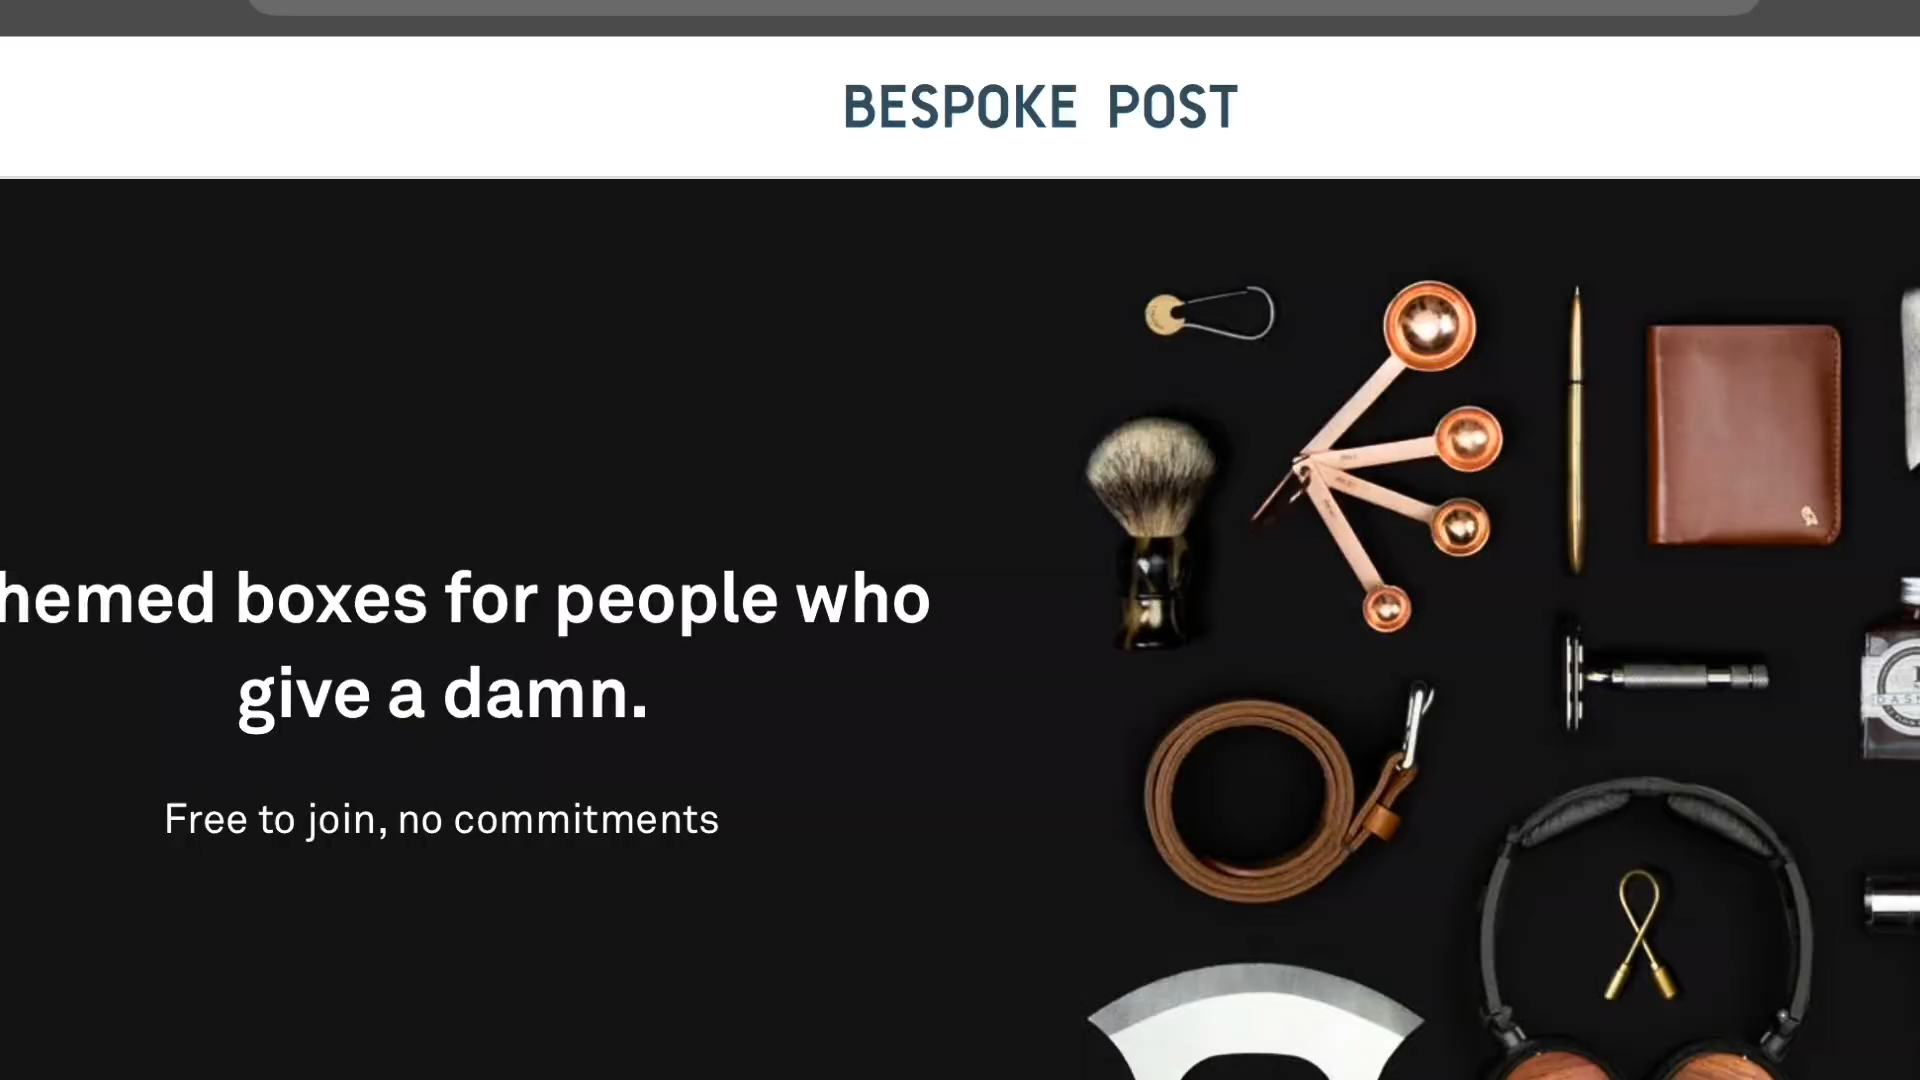 BESPOKE POST
hemed boxes for people who
give a damn.
Free to join, no commitments